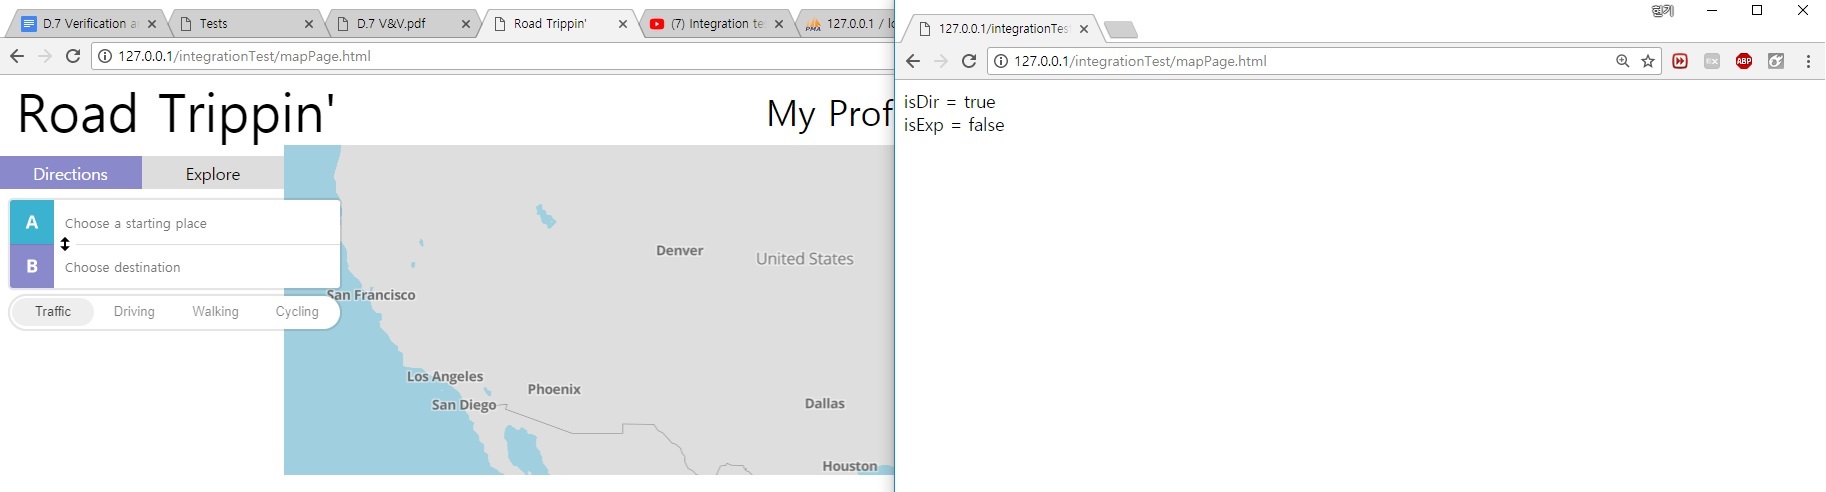 D.7 Verification a
Tests
D.7 V&V.pdf
Road Trippin'
(7) Integration te
127.0.0.1 / lo
127.0.0.1/integrationTest/mapPage.html
Road Trippin'
My Prof
Directions
Explore
A
Choose a starting place
B
Choose destination
Traffic
Driving
Walking
Cycling
Denver
United States
San Francisco
Los Angeles
Phoenix
San Diego
Dallas
Houston
현기
127.0.0.1/integrationTes
127.0.0.1/integrationTest/mapPage.html
ABP
isDir = true
isExp = false